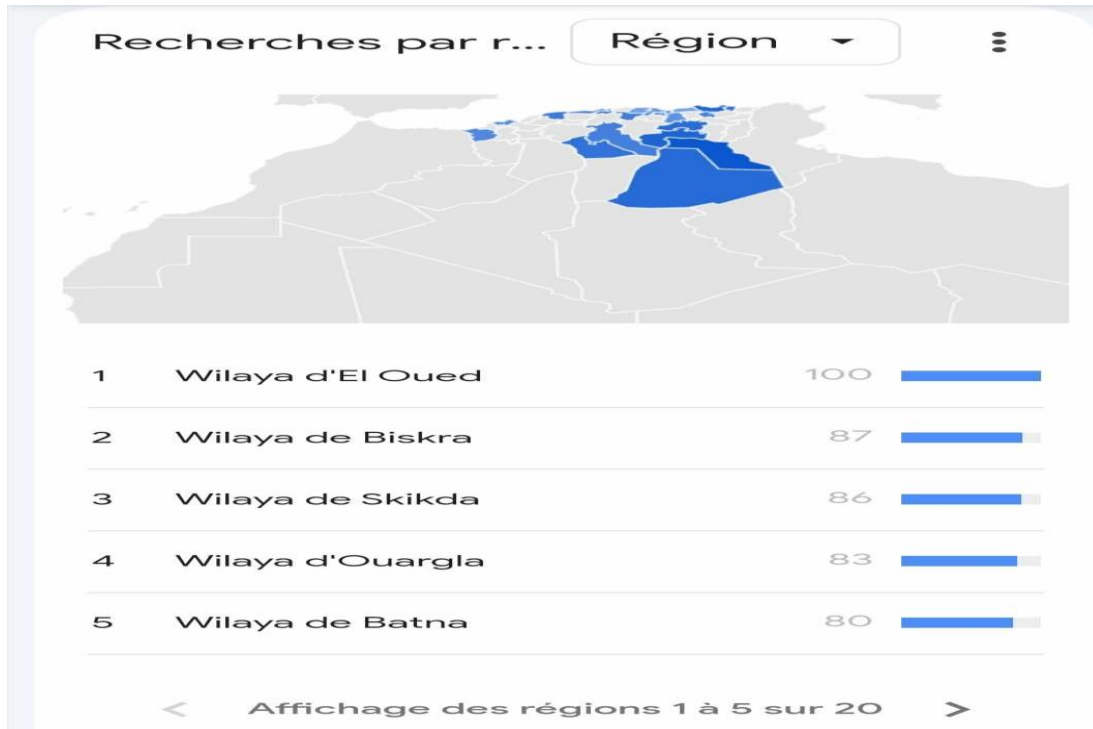 Recherches par r... Région
1 Wilaya d'El Oued 100
2 Wilaya de Biskra 87
3 Wilaya de Skikda 86
4 Wilaya d'Ouargla 83
5 Wilaya de Batna 80
< Affichage des régions 1 à 5 sur 20 >